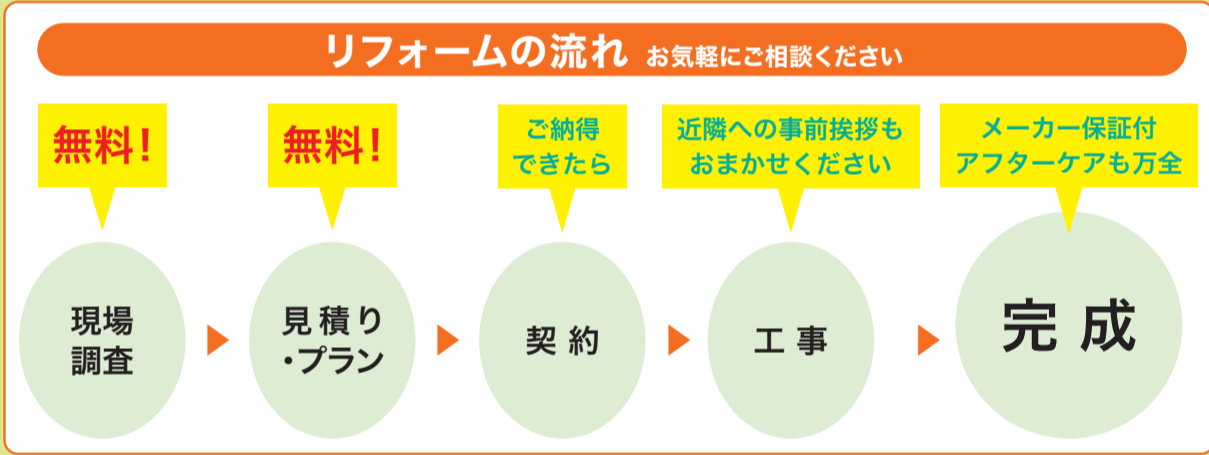 リフォームの流れ お気軽にご相談ください
無料!
無料!
ご納得
できたら
近隣への事前挨拶も
おまかせください
メーカー保証付
アフターケアも万全
現場
調査
見積り
・プラン
契約
工事
完成